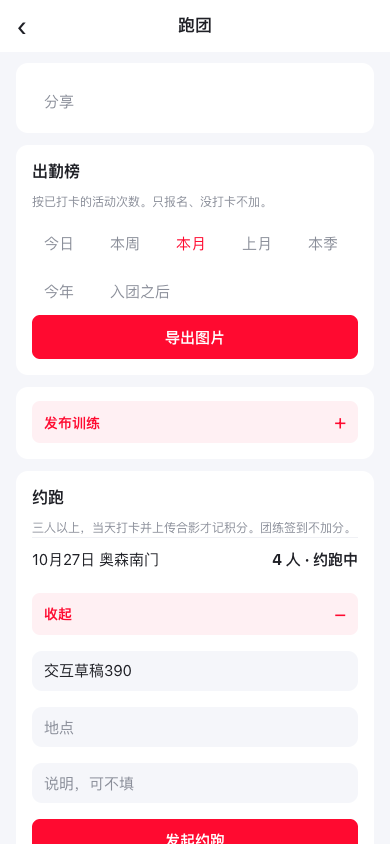 跑团
分享
出勤榜
按已打卡的活动次数。只报名、没打卡不加。
今日 本周 本月 上月 本季
今年 入团之后
导出图片
发布训练 +
约跑
三人以上，当天打卡并上传合影才记积分。团练签到不加分。
10月27日 奥森南门 4 人 · 约跑中
收起 −
交互草稿390
地点
说明，可不填
发起约跑